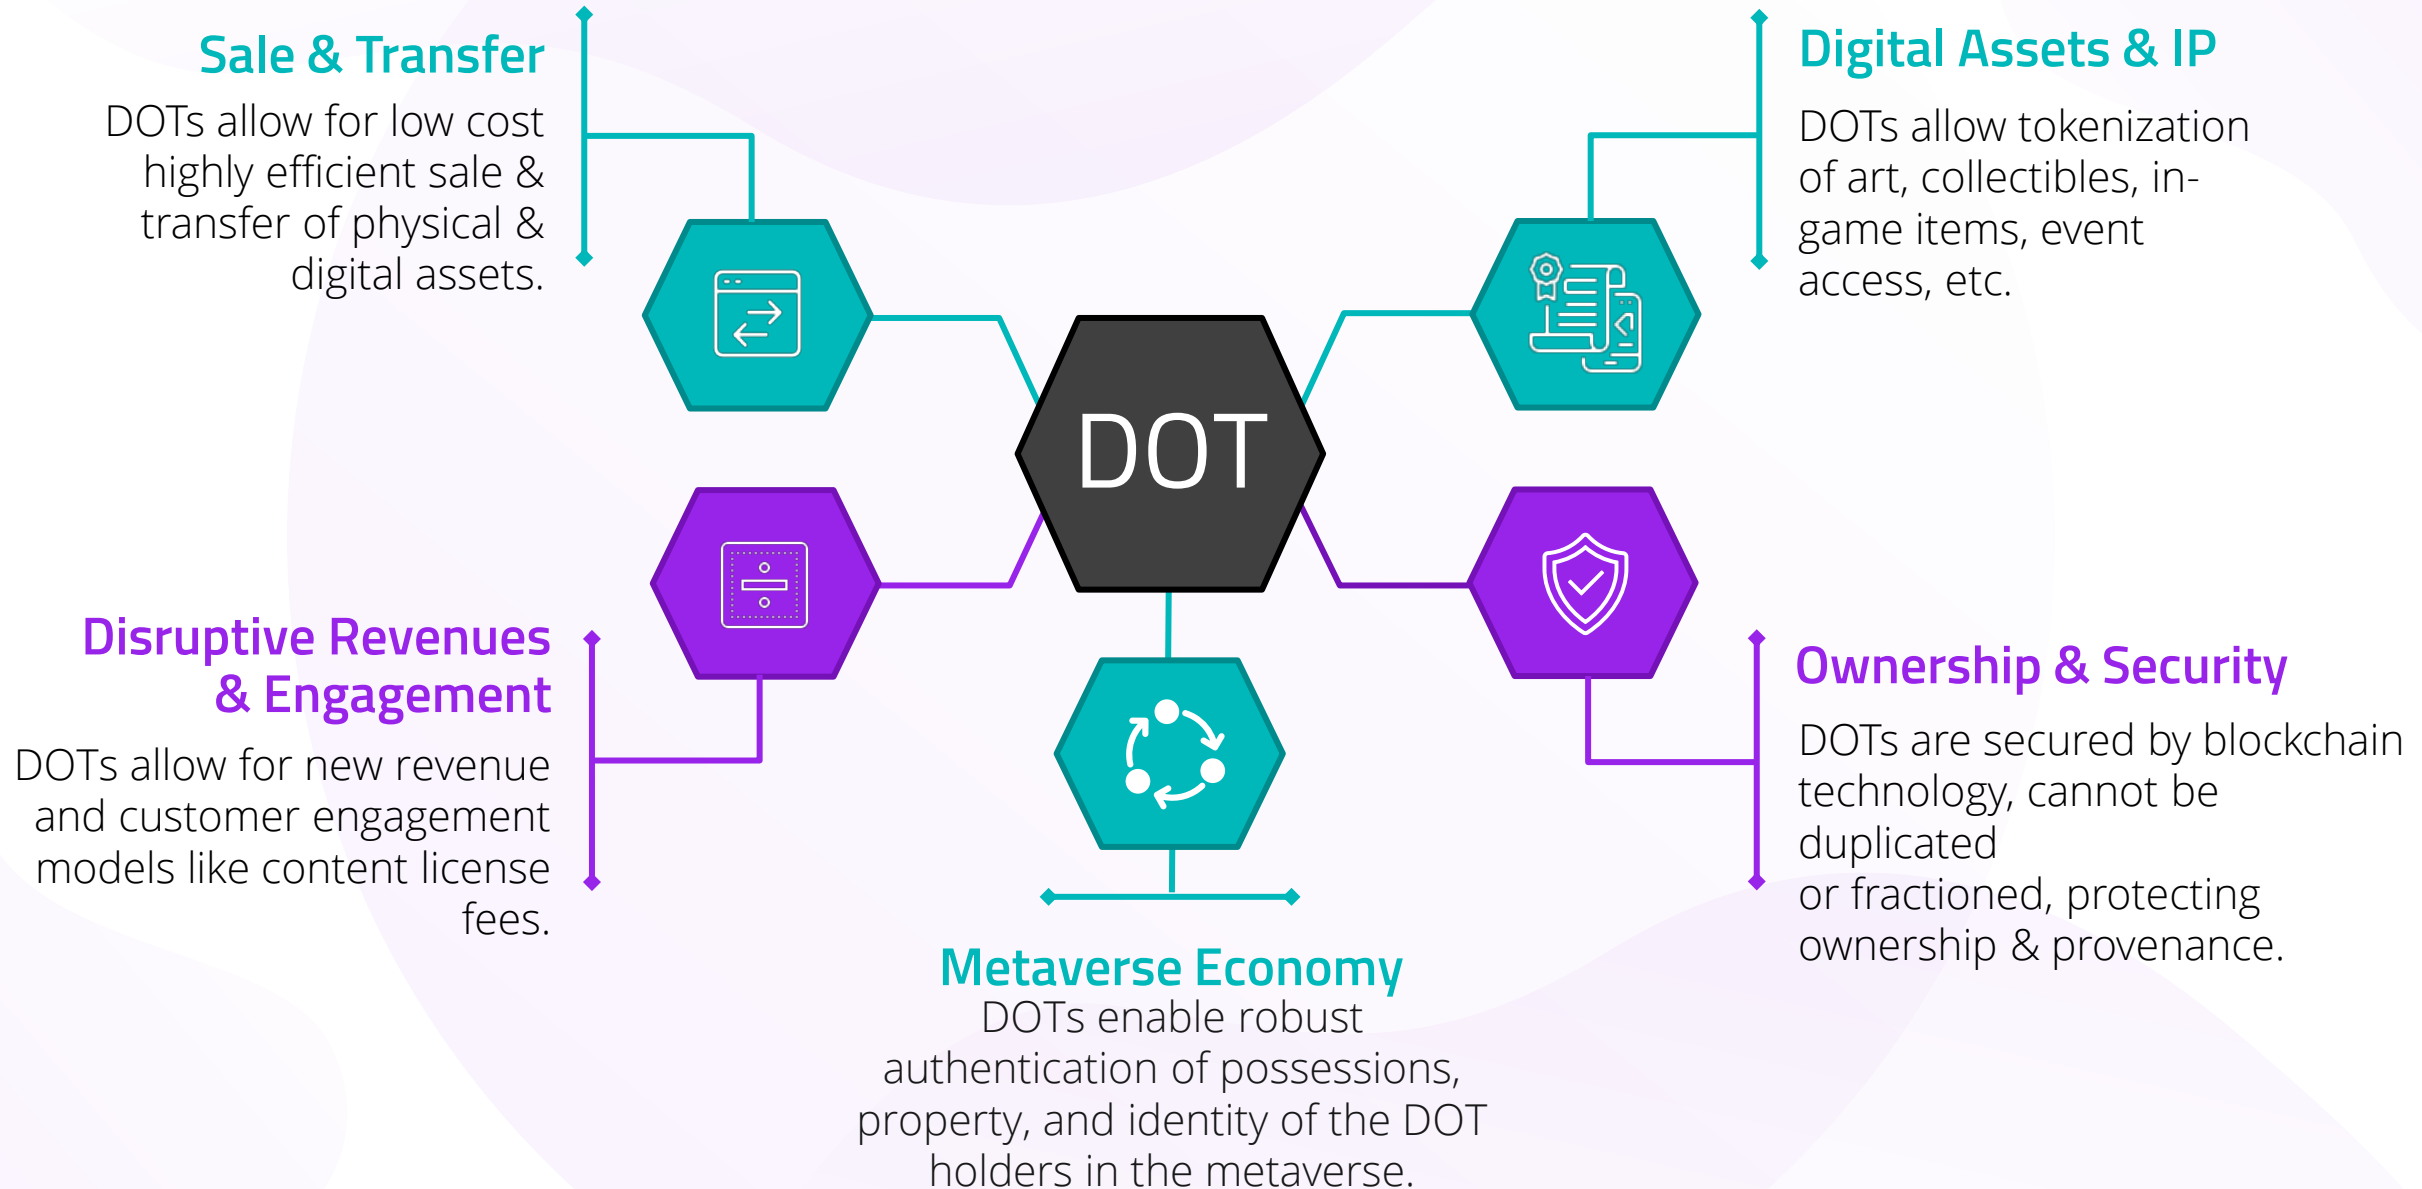 Sale & Transfer
DOTs allow for low cost
highly efficient sale &
transfer of physical &
digital assets.
Digital Assets & IP
DOTs allow tokenization
of art, collectibles, in-
game items, event
access, etc.
DOT
Disruptive Revenues
& Engagement
DOTs allow for new revenue
and customer engagement
models like content license
fees.
Ownership & Security
DOTs are secured by blockchain
technology, cannot be
duplicated
or fractioned, protecting
ownership & provenance.
Metaverse Economy
DOTs enable robust
authentication of possessions,
property, and identity of the DOT
holders in the metaverse.